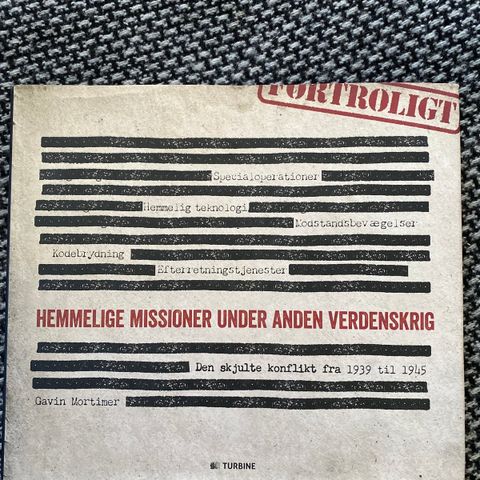 FORTROLIGT
Specialoperationer
Hemmelig teknologi
Modstandsbevægelser
Kodebrydning
Efterretningstjenester
HEMMELIGE MISSIONER UNDER ANDEN VERDENSKRIG
Den skjulte konflikt fra 1939 til 1945
Gavin Mortimer
TURBINE